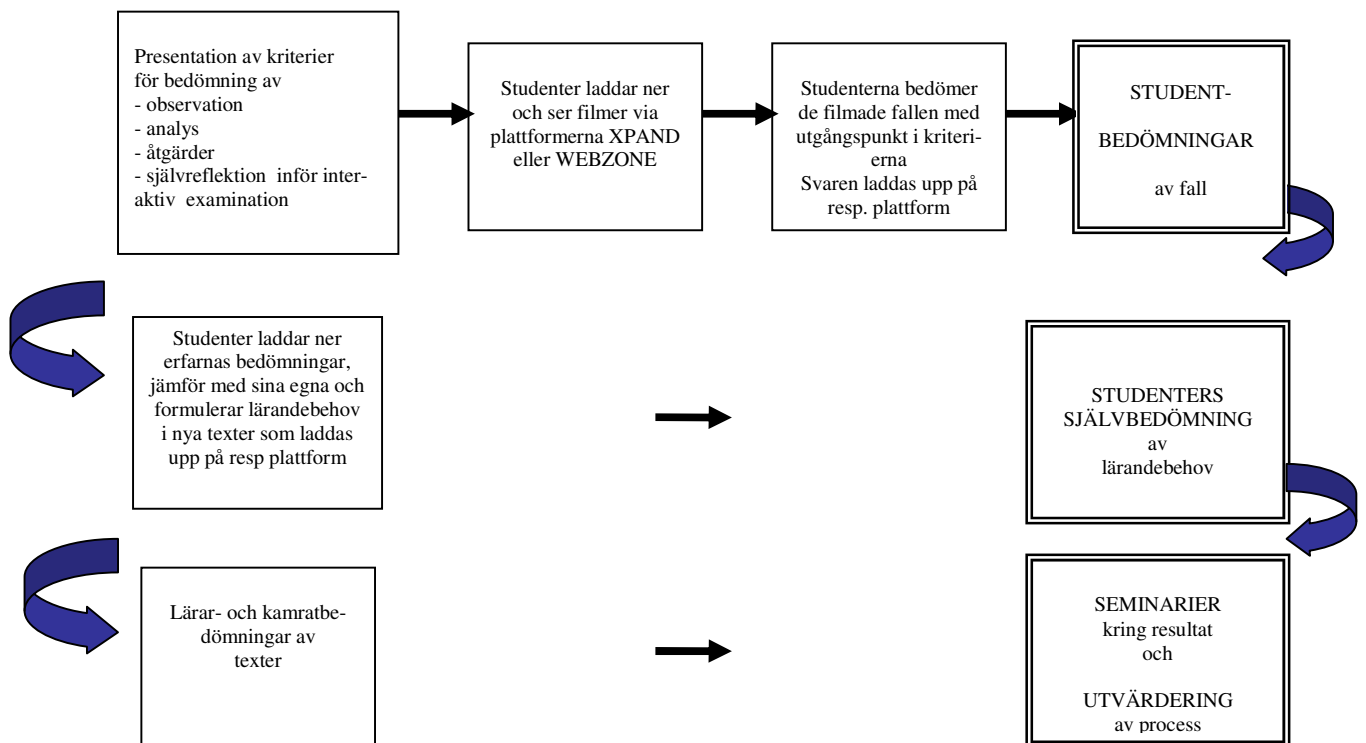 Presentation av kriterier
för bedömning av
- observation
- analys
- åtgärder
- självreflektion inför inter-
aktiv examination
Studenter laddar ner
och ser filmer via
plattformerna XPAND
eller WEBZONE
Studenterna bedömer
de filmade fallen med
utgångspunkt i kriteri-
erna
Svaren laddas upp på
resp. plattform
STUDENT-
BEDÖMNINGAR
av fall
Studenter laddar ner
erfarnas bedömningar,
jämför med sina egna och
formulerar lärandebehov
i nya texter som laddas
upp på resp plattform
STUDENTERS
SJÄLVBEDÖMNING
av
lärandebehov
Lärar- och kamratbe-
dömningar av
texter
SEMINARIER
kring resultat
och
UTVÄRDERING
av process